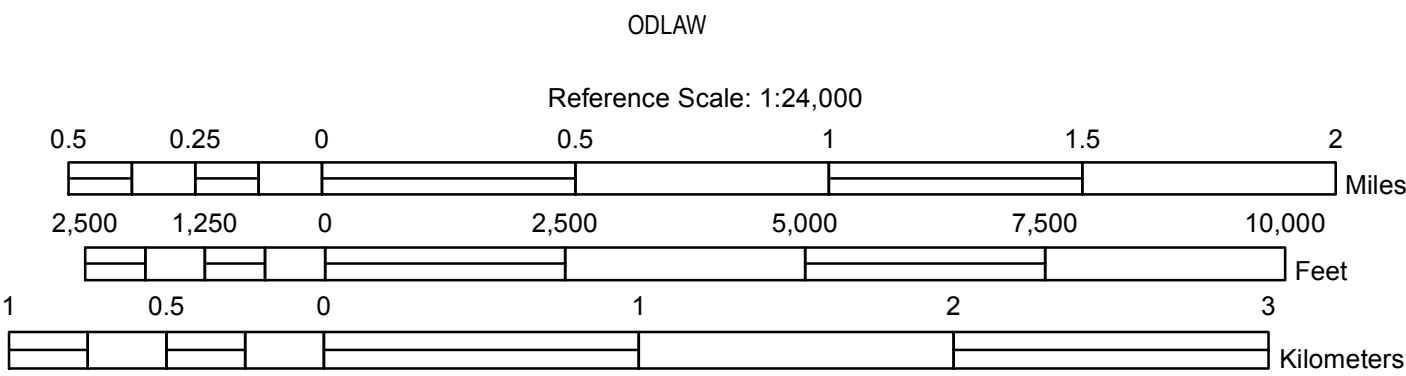 ODLAW
Reference Scale: 1:24,000
0.5 0.25 0 0.5 1 1.5 2
Miles
2,500 1,250 0 2,500 5,000 7,500 10,000
Feet
1 0.5 0 1 2 3
Kilometers